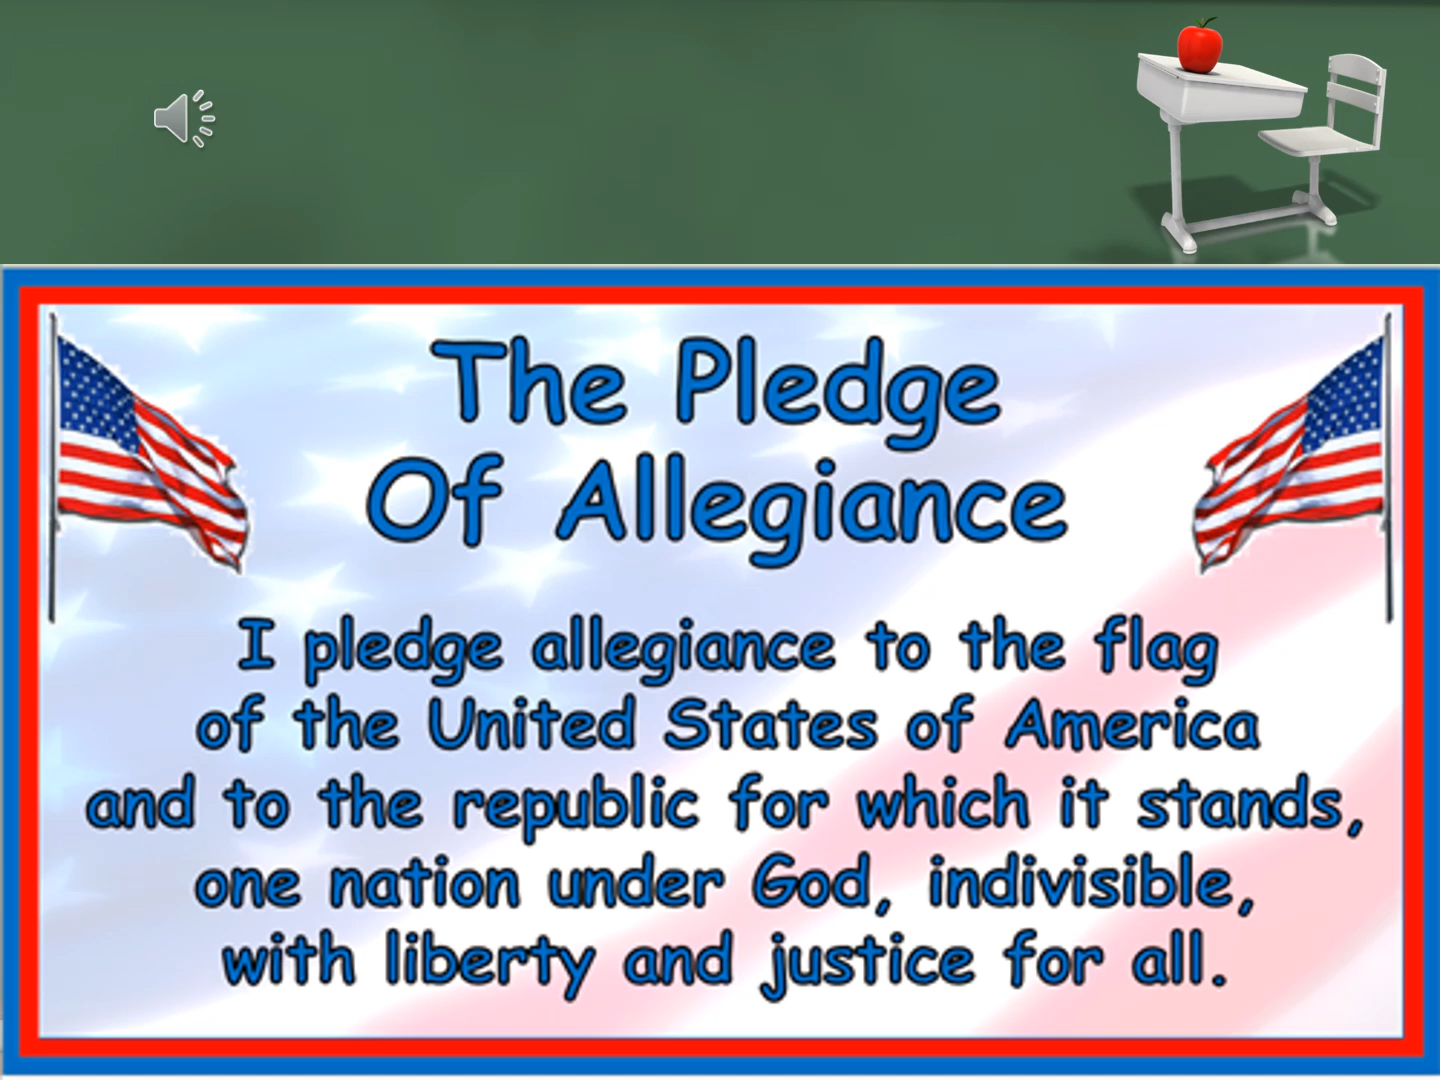 The Pledge
Of Allegiance
I pledge allegiance to the flag
of the United States of America
and to the republic for which it stands,
one nation under God, indivisible,
with liberty and justice for all.